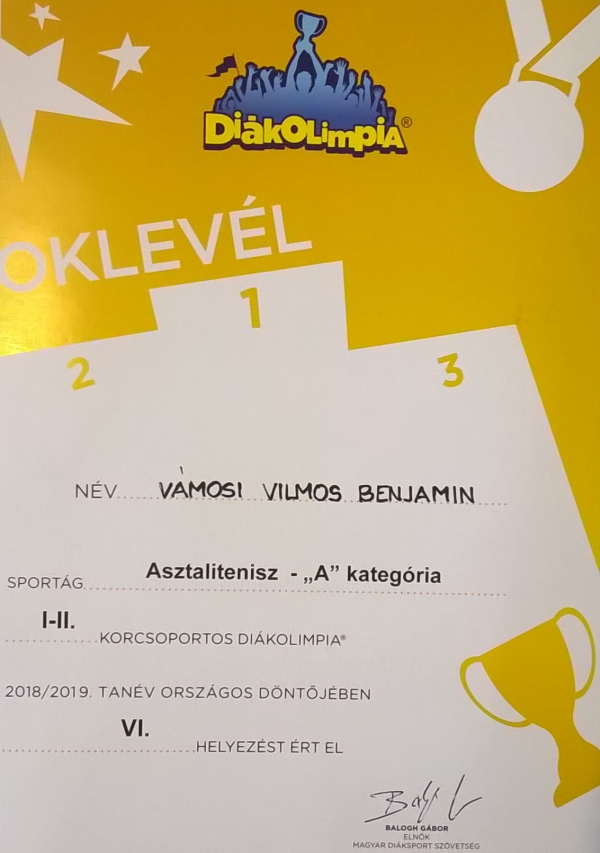 DiákOLimpiA®
OKLEVÉL
1
2
3
NÉV......VÁMOSI VILMOS BENJAMIN......
Asztalitenisz - „A” kategória
SPORTÁG
I-II.
KORCSOPORTOS DIÁKOLIMPIA®
2018/2019. TANÉV ORSZÁGOS DÖNTŐJÉBEN
VI.
HELYEZÉST ÉRT EL
BALOGH GÁBOR
ELNÖK
MAGYAR DIÁKSPORT SZÖVETSÉG